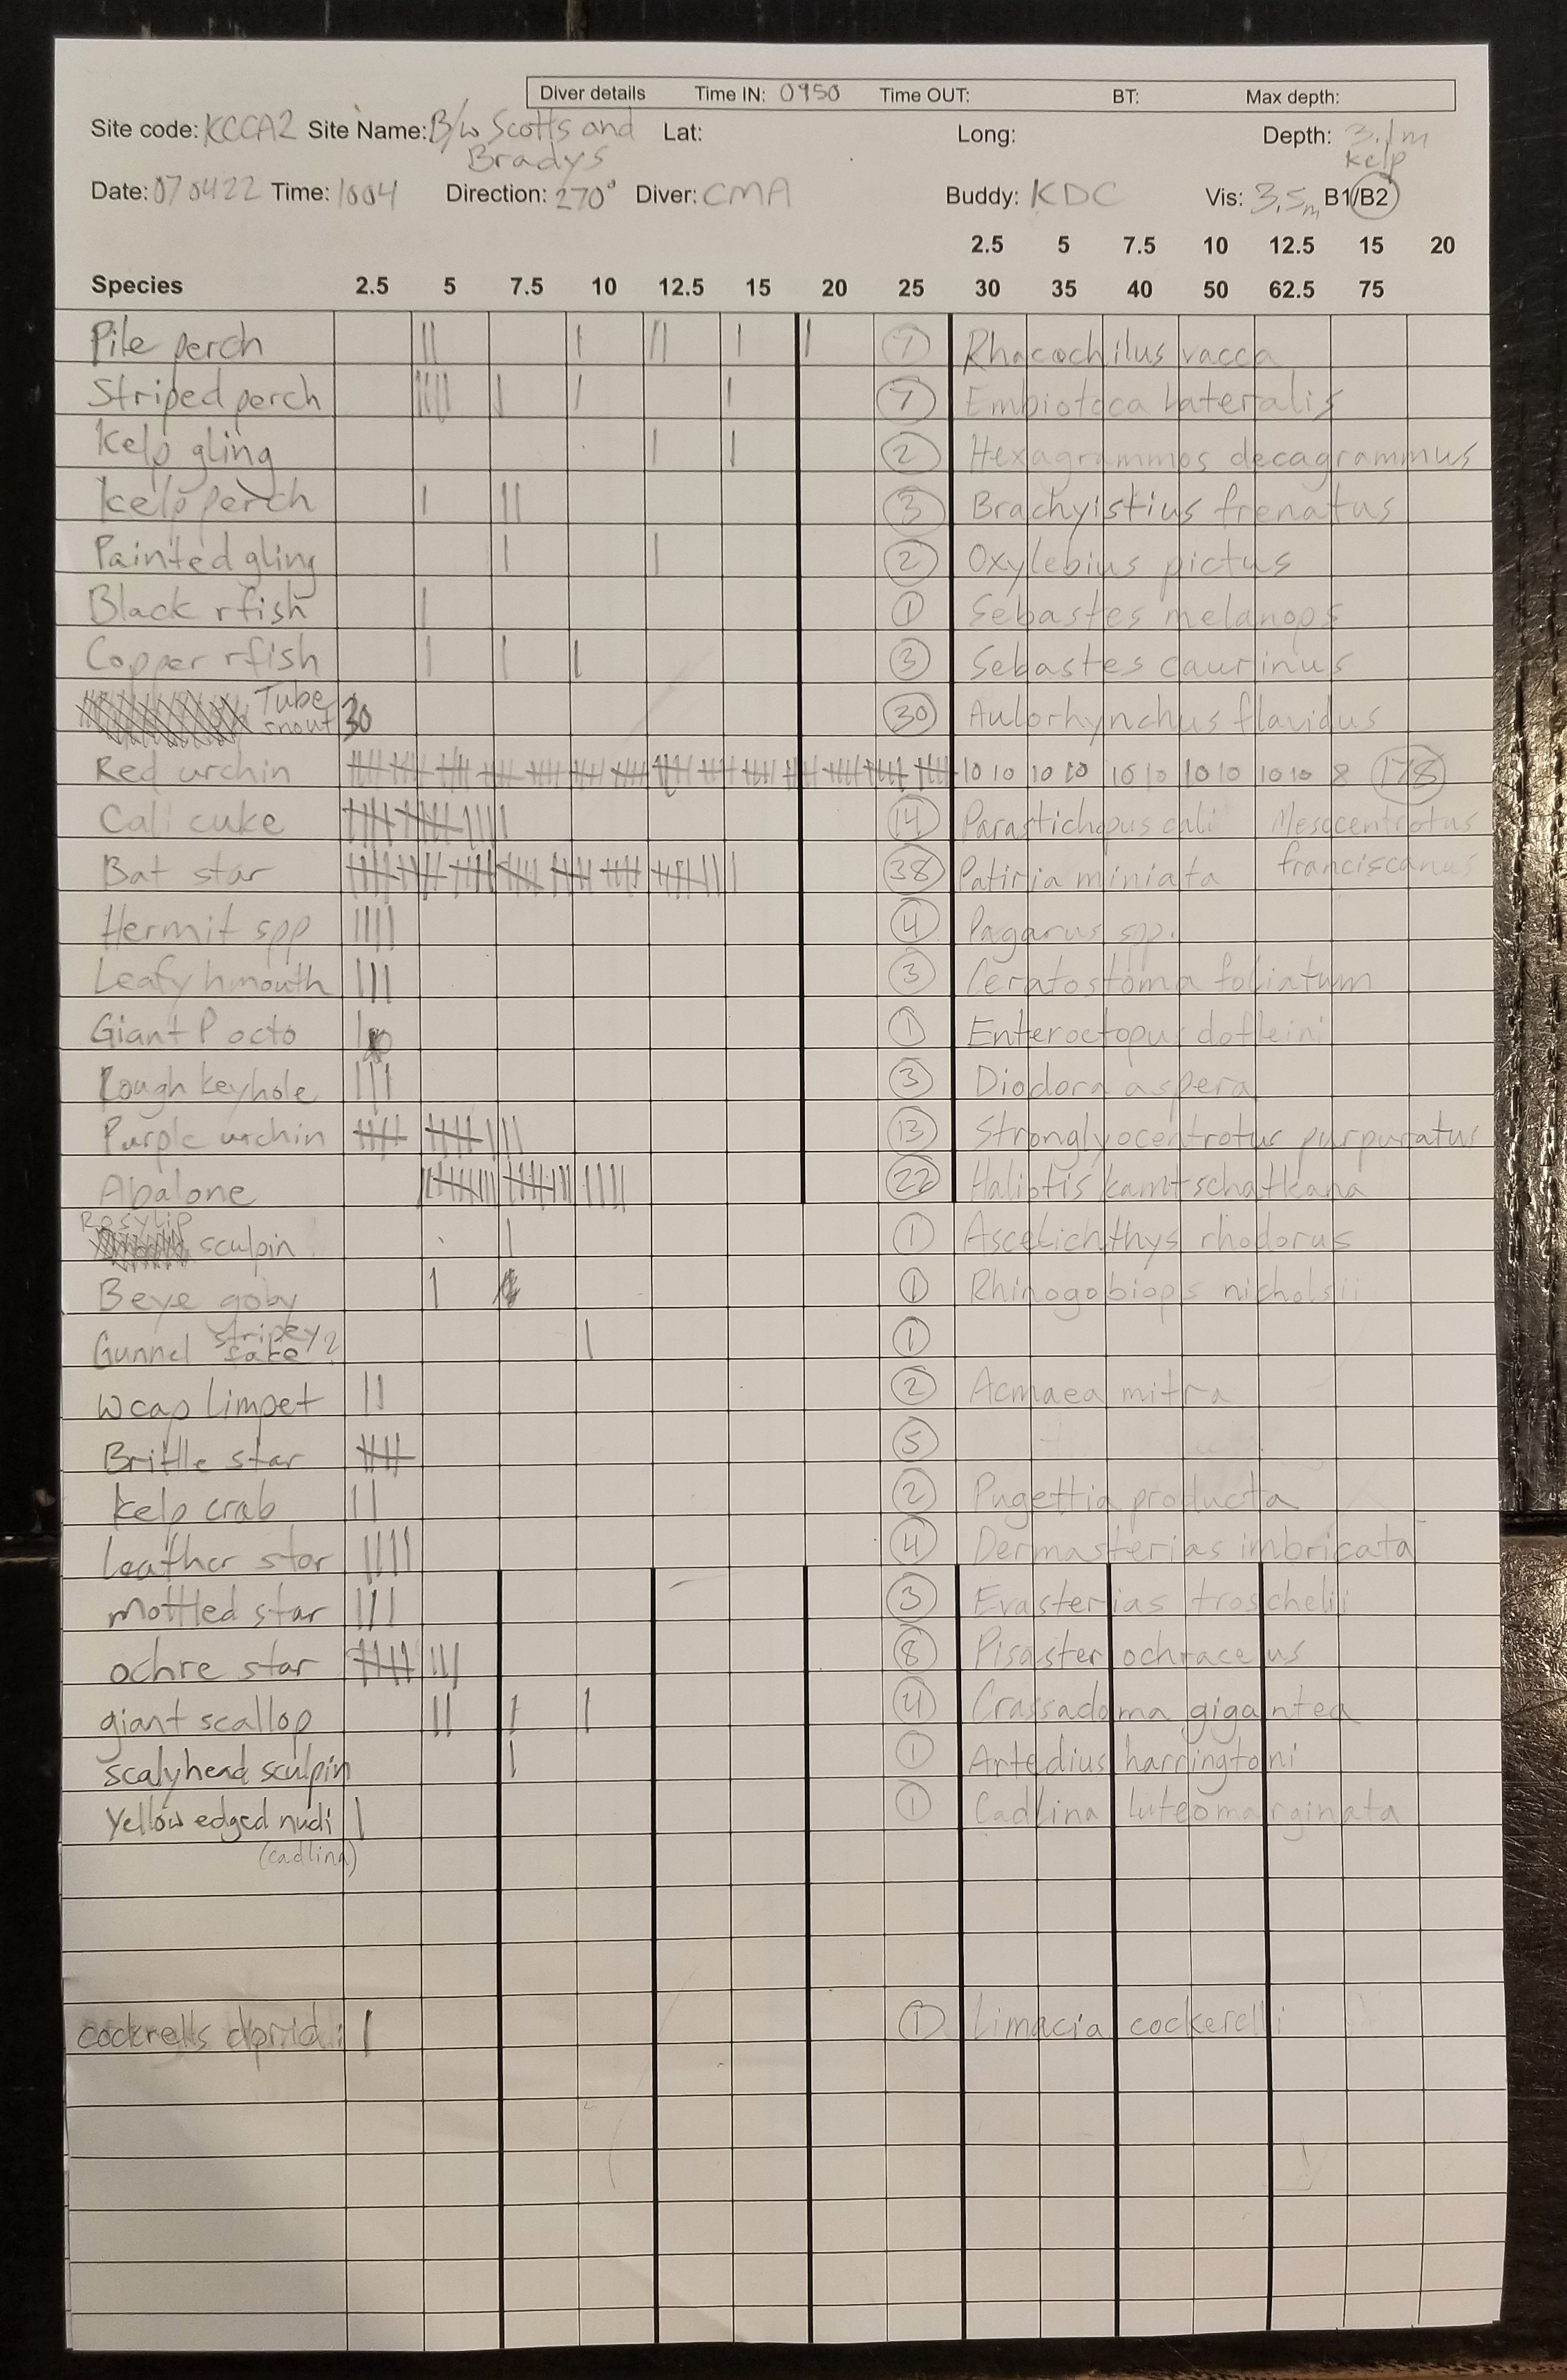 Diver details Time IN: 0950 Time OUT: BT: Max depth:
Site code: KCCA2 Site Name: B/w Scotts and Bradys Lat: Long: Depth: 3.1m kelp
Date: 070422 Time: 1004 Direction: 270° Diver: CMA Buddy: KDC Vis: 3.5m B1/B2
2.5 5 7.5 10 12.5 15 20
Species 2.5 5 7.5 10 12.5 15 20 25 30 35 40 50 62.5 75
Pile perch || | || | | 7 Rhacochilus vacca
Striped perch |||| | | | 7 Embiotoca lateralis
Kelp gling | | 2 Hexagrammos decagrammus
Kelp perch | || 3 Brachyistius frenatus
Painted gling | | 2 Oxylebius pictus
Black rfish | 1 Sebastes melanops
Copper rfish | | | 3 Sebastes caurinus
Tube snout 30 30 Aulorhynchus flavidus
Red urchin 10 10 10 10 10 10 10 10 10 10 8 178
Cali cuke 14 Parastichopus cali Mesocentrotus
Bat star 38 Patiria miniata franciscanus
Hermit spp |||| 4 Pagarus spp.
Leafy hmouth ||| 3 Ceratostoma foliatum
Giant P octo | 1 Enteroctopus dofleini
Rough keyhole ||| 3 Diodora aspera
Purple urchin 13 Stronglyocentrotus purpuratus
Abalone 22 Haliotis kamtschatkana
Rosylip sculpin | 1 Ascelichthys rhodorus
Beye goby | 1 Rhinogobiops nicholsii
Gunnel stripey face? | 1
wcap limpet || 2 Acmaea mitra
Brittle star 5
Kelp crab || 2 Pugettia producta
leather star |||| 4 Dermasterias imbricata
mottled star ||| 3 Evasterias troschelii
ochre star ||| 8 Pisaster ochraceus
giant scallop || | | 4 Crassadoma gigantea
scalyhead sculpin | 1 Artedius harringtoni
Yellow edged nudi | 1 Cadlina luteomarginata
(cadlina)
cockrells dorid | 1 Limacia cockerelli